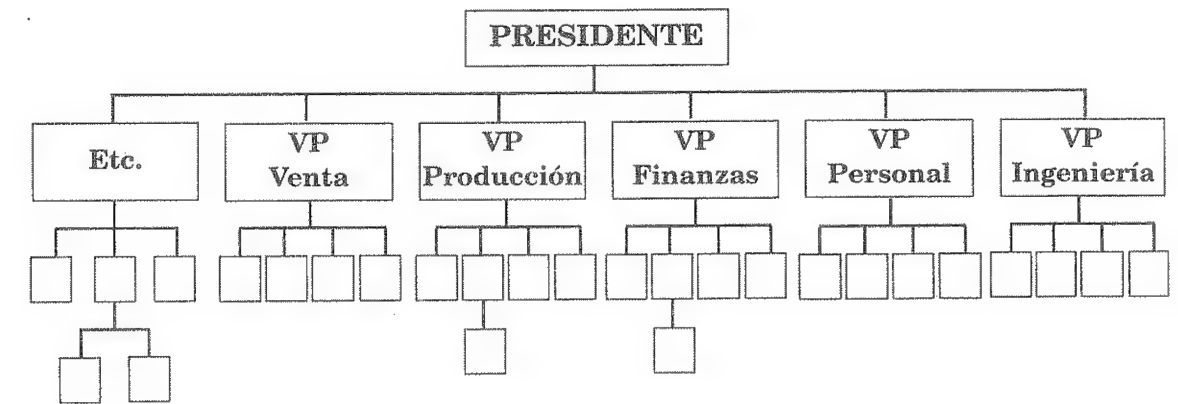 PRESIDENTE
Etc.
VP
Venta
VP
Producción
VP
Finanzas
VP
Personal
VP
Ingeniería